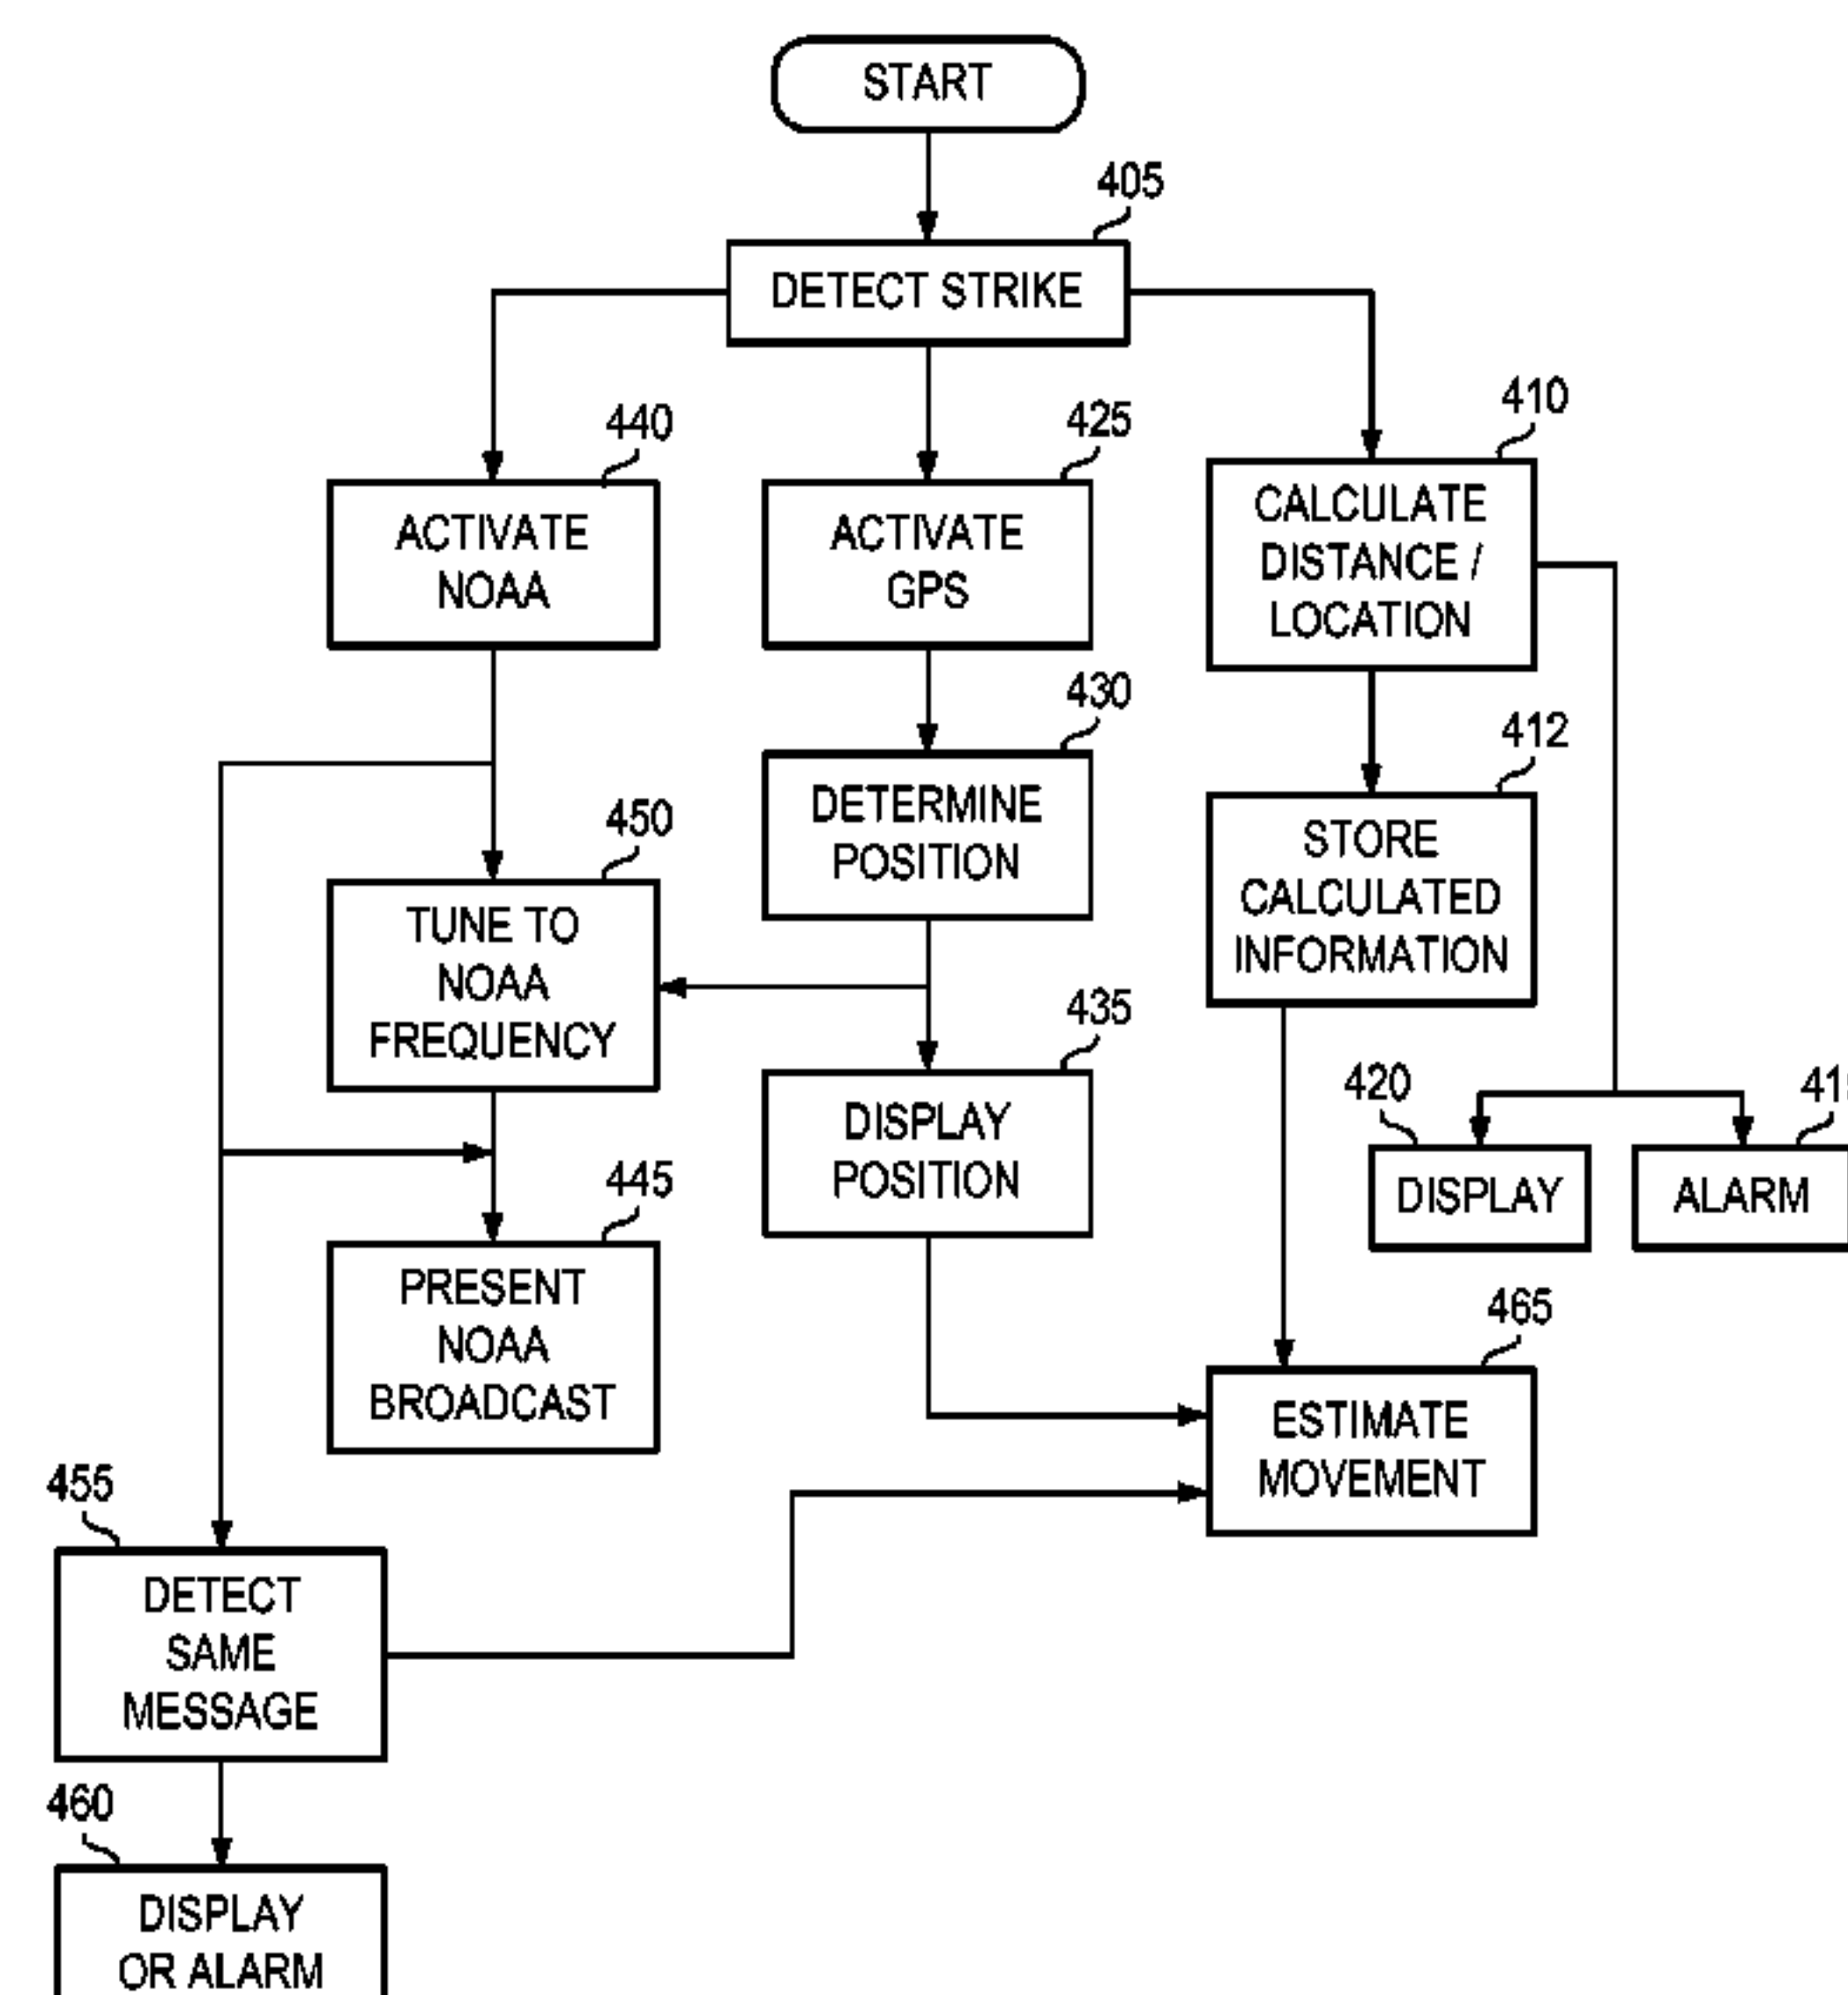 START
405
DETECT STRIKE
440
ACTIVATE
NOAA
425
ACTIVATE
GPS
410
CALCULATE
DISTANCE /
LOCATION
430
DETERMINE
POSITION
412
STORE
CALCULATED
INFORMATION
450
TUNE TO
NOAA
FREQUENCY
435
DISPLAY
POSITION
420
DISPLAY
ALARM
445
PRESENT
NOAA
BROADCAST
465
ESTIMATE
MOVEMENT
455
DETECT
SAME
MESSAGE
460
DISPLAY
OR ALARM